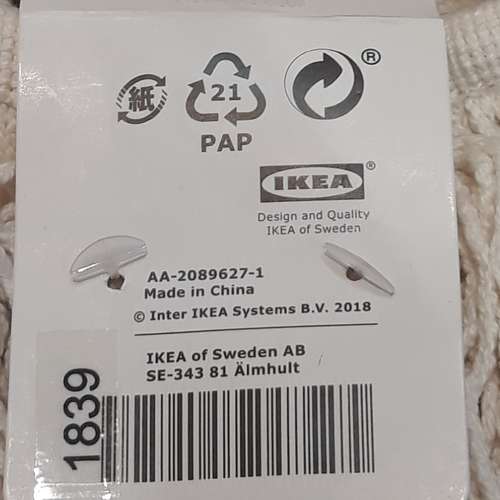 紙
21
PAP
®
IKEA®
Design and Quality
IKEA of Sweden
AA-2089627-1
Made in China
© Inter IKEA Systems B.V. 2018
IKEA of Sweden AB
SE-343 81 Älmhult
1839